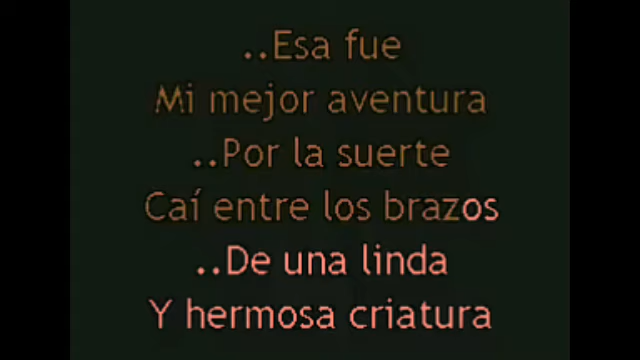 ..Esa fue
Mi mejor aventura
..Por la suerte
Caí entre los brazos
..De una linda
Y hermosa criatura